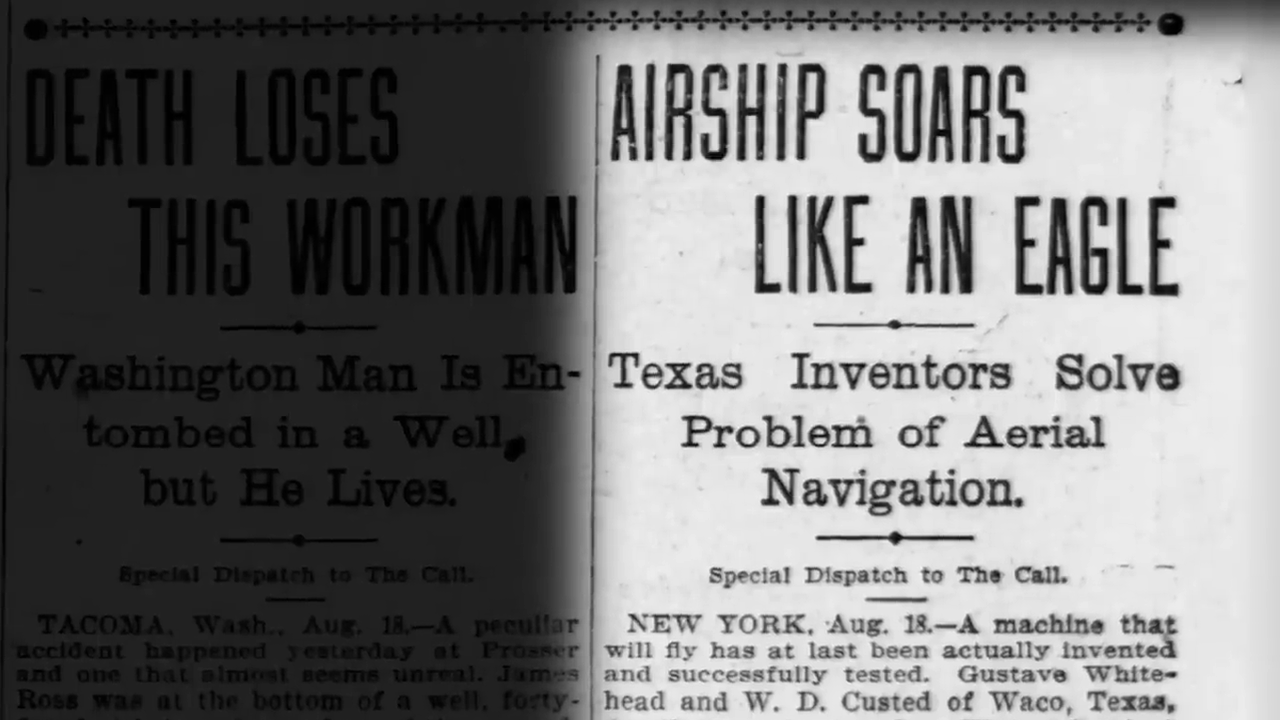 DEATH LOSES
THIS WORKMAN
Washington Man Is En-
tombed in a Well,
but He Lives.
Special Dispatch to The Call.
TACOMA, Wash., Aug. 18.—A peculiar
accident happened yesterday at Prosser
and one that almost seems unreal. James
Ross was at the bottom of a well, forty-
AIRSHIP SOARS
LIKE AN EAGLE
Texas Inventors Solve
Problem of Aerial
Navigation.
Special Dispatch to The Call.
NEW YORK, Aug. 18.—A machine that
will fly has at last been actually invented
and successfully tested. Gustave White-
head and W. D. Custed of Waco, Texas,